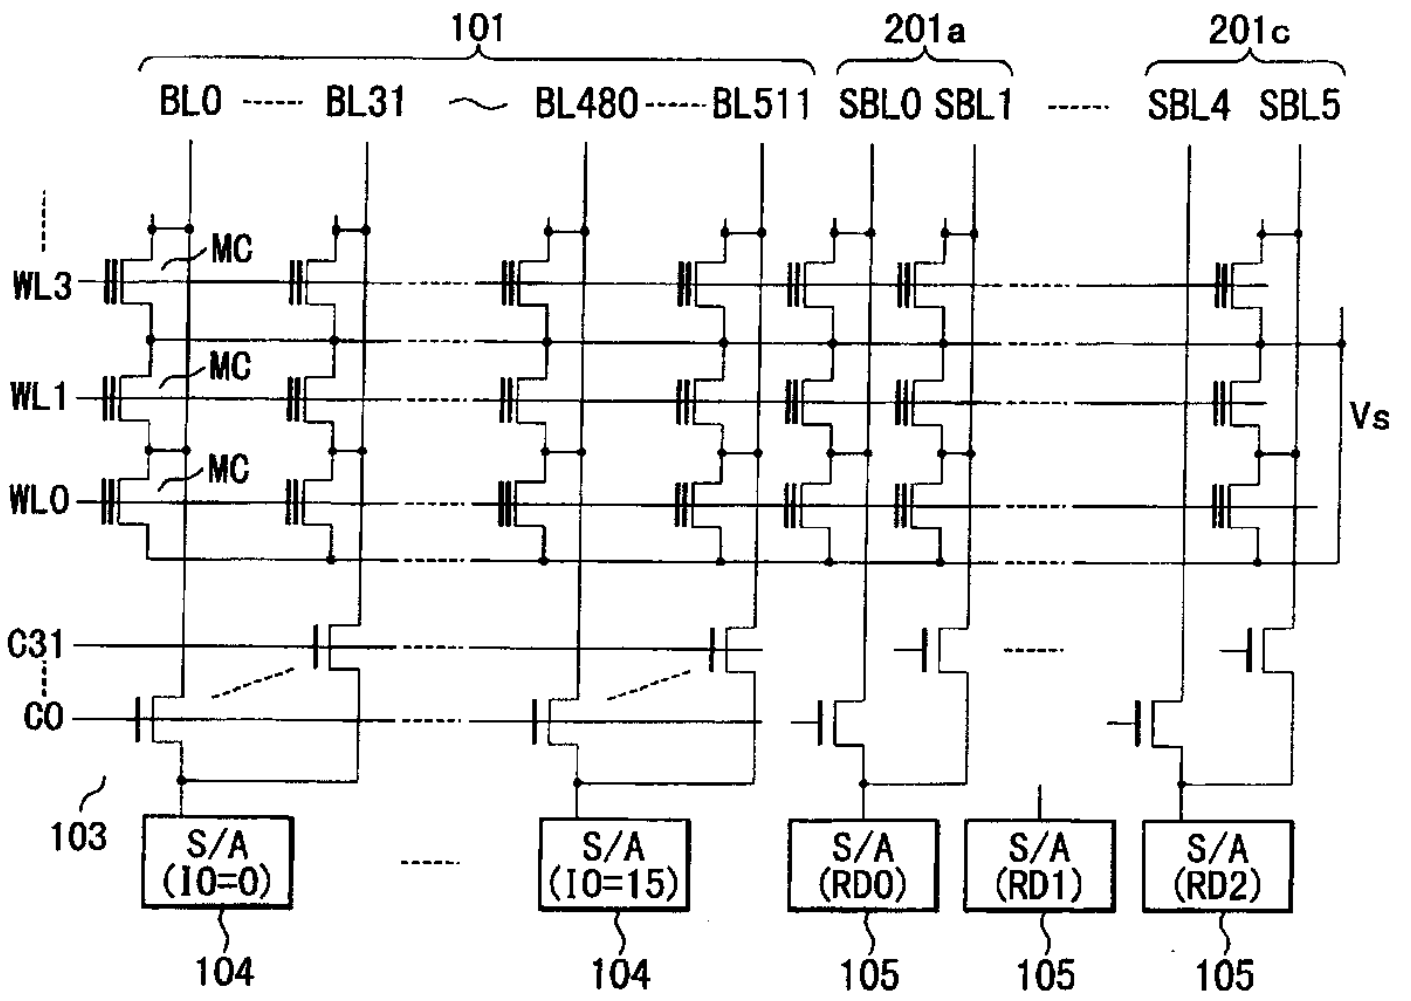 101 201a 201c
BL0 BL31 BL480 BL511 SBL0 SBL1 SBL4 SBL5
MC
WL3
MC
WL1
Vs
MC
WL0
C31
C0
103
S/A S/A S/A S/A S/A
(IO=0) (IO=15) (RD0) (RD1) (RD2)
104 104 105 105 105